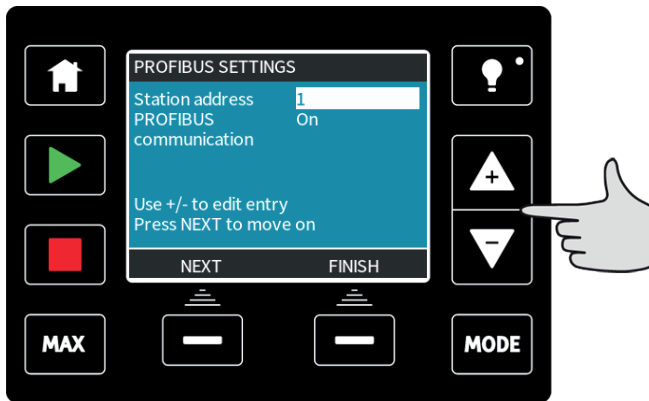 PROFIBUS SETTINGS
Station address 1
PROFIBUS On
communication
Use +/- to edit entry
Press NEXT to move on
NEXT FINISH
+
-
MAX
MODE